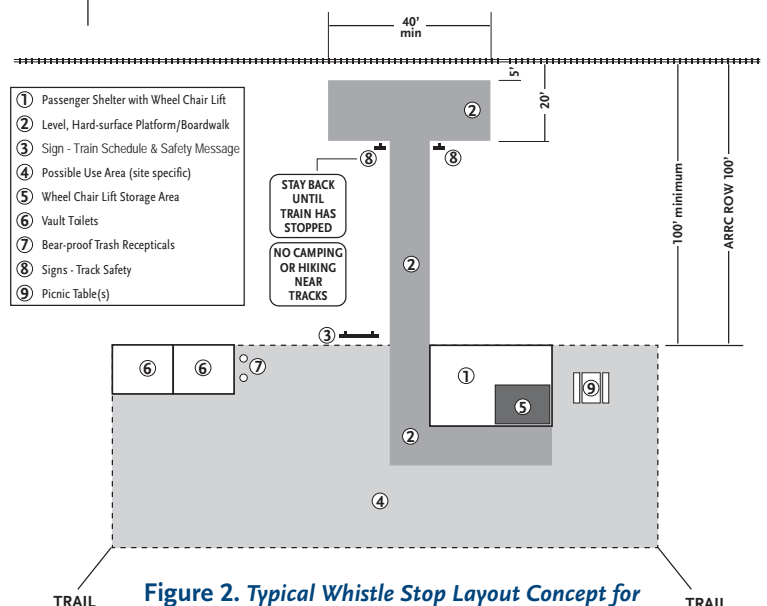 40'
min
5'
20'
100' minimum
ARRC ROW 100'
① Passenger Shelter with Wheel Chair Lift
② Level, Hard-surface Platform/Boardwalk
③ Sign - Train Schedule & Safety Message
④ Possible Use Area (site specific)
⑤ Wheel Chair Lift Storage Area
⑥ Vault Toilets
⑦ Bear-proof Trash Recepticals
⑧ Signs - Track Safety
⑨ Picnic Table(s)
②
⑧
⑧
STAY BACK
UNTIL
TRAIN HAS
STOPPED
NO CAMPING
OR HIKING
NEAR
TRACKS
②
③
⑥
⑥
⑦
①
⑤
⑨
②
④
TRAIL
TRAIL
Figure 2. Typical Whistle Stop Layout Concept for